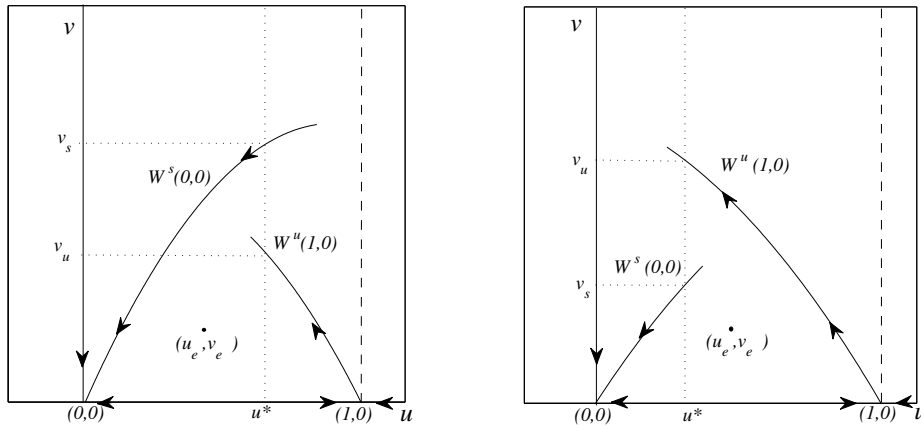 v
v_s
W^s(0,0)
v_u
W^u(1,0)
(u_e, v_e)
(0,0)
u*
(1,0)
u
v
v_u
W^u(1,0)
W^s(0,0)
v_s
(u_e, v_e)
(0,0)
u*
(1,0)
u